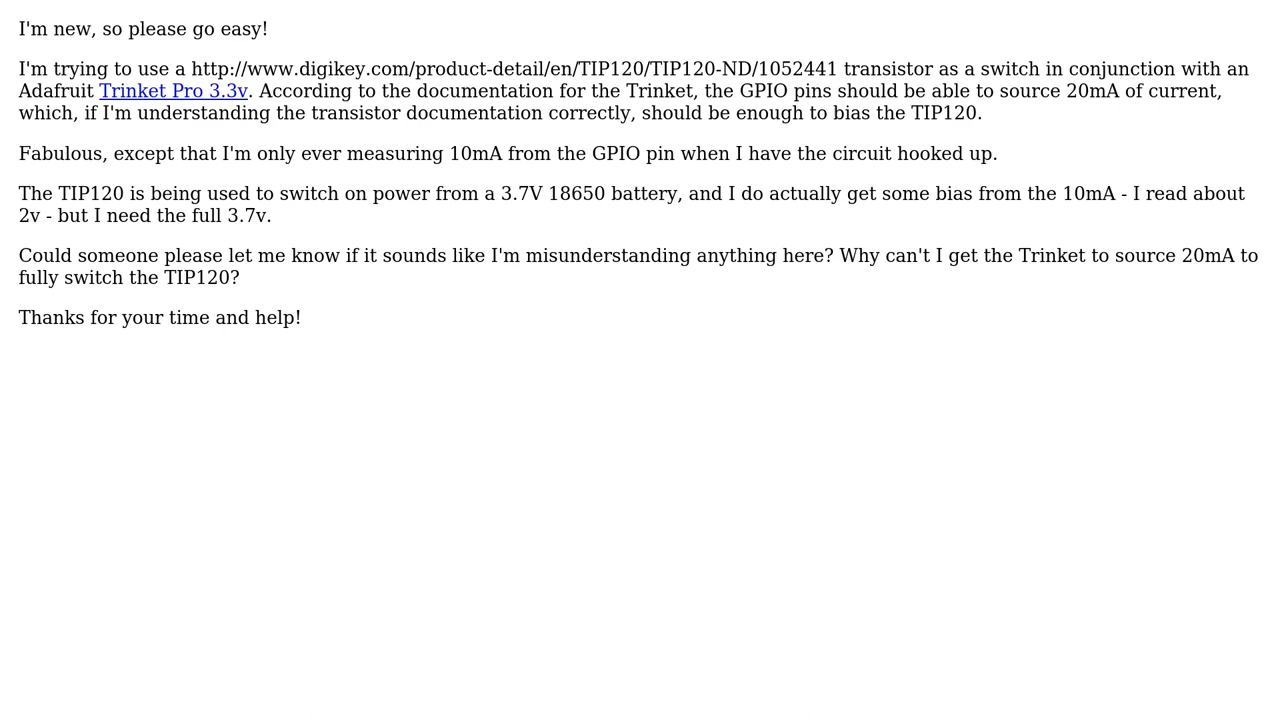 I'm new, so please go easy!
I'm trying to use a http://www.digikey.com/product-detail/en/TIP120/TIP120-ND/1052441 transistor as a switch in conjunction with an
Adafruit Trinket Pro 3.3v. According to the documentation for the Trinket, the GPIO pins should be able to source 20mA of current,
which, if I'm understanding the transistor documentation correctly, should be enough to bias the TIP120.
Fabulous, except that I'm only ever measuring 10mA from the GPIO pin when I have the circuit hooked up.
The TIP120 is being used to switch on power from a 3.7V 18650 battery, and I do actually get some bias from the 10mA - I read about
2v - but I need the full 3.7v.
Could someone please let me know if it sounds like I'm misunderstanding anything here? Why can't I get the Trinket to source 20mA to
fully switch the TIP120?
Thanks for your time and help!